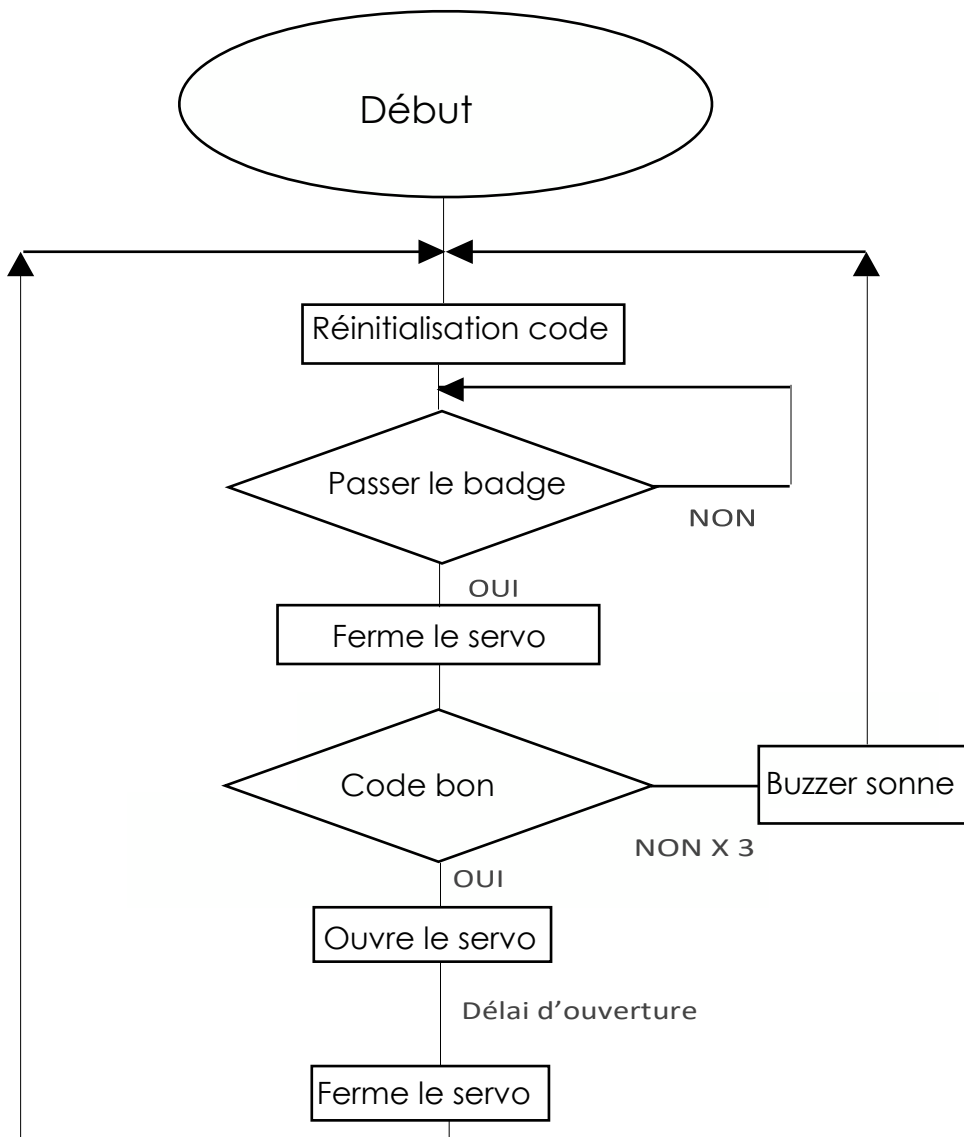 Début
Réinitialisation code
Passer le badge
NON
OUI
Ferme le servo
Code bon
Buzzer sonne
NON X 3
OUI
Ouvre le servo
Délai d’ouverture
Ferme le servo